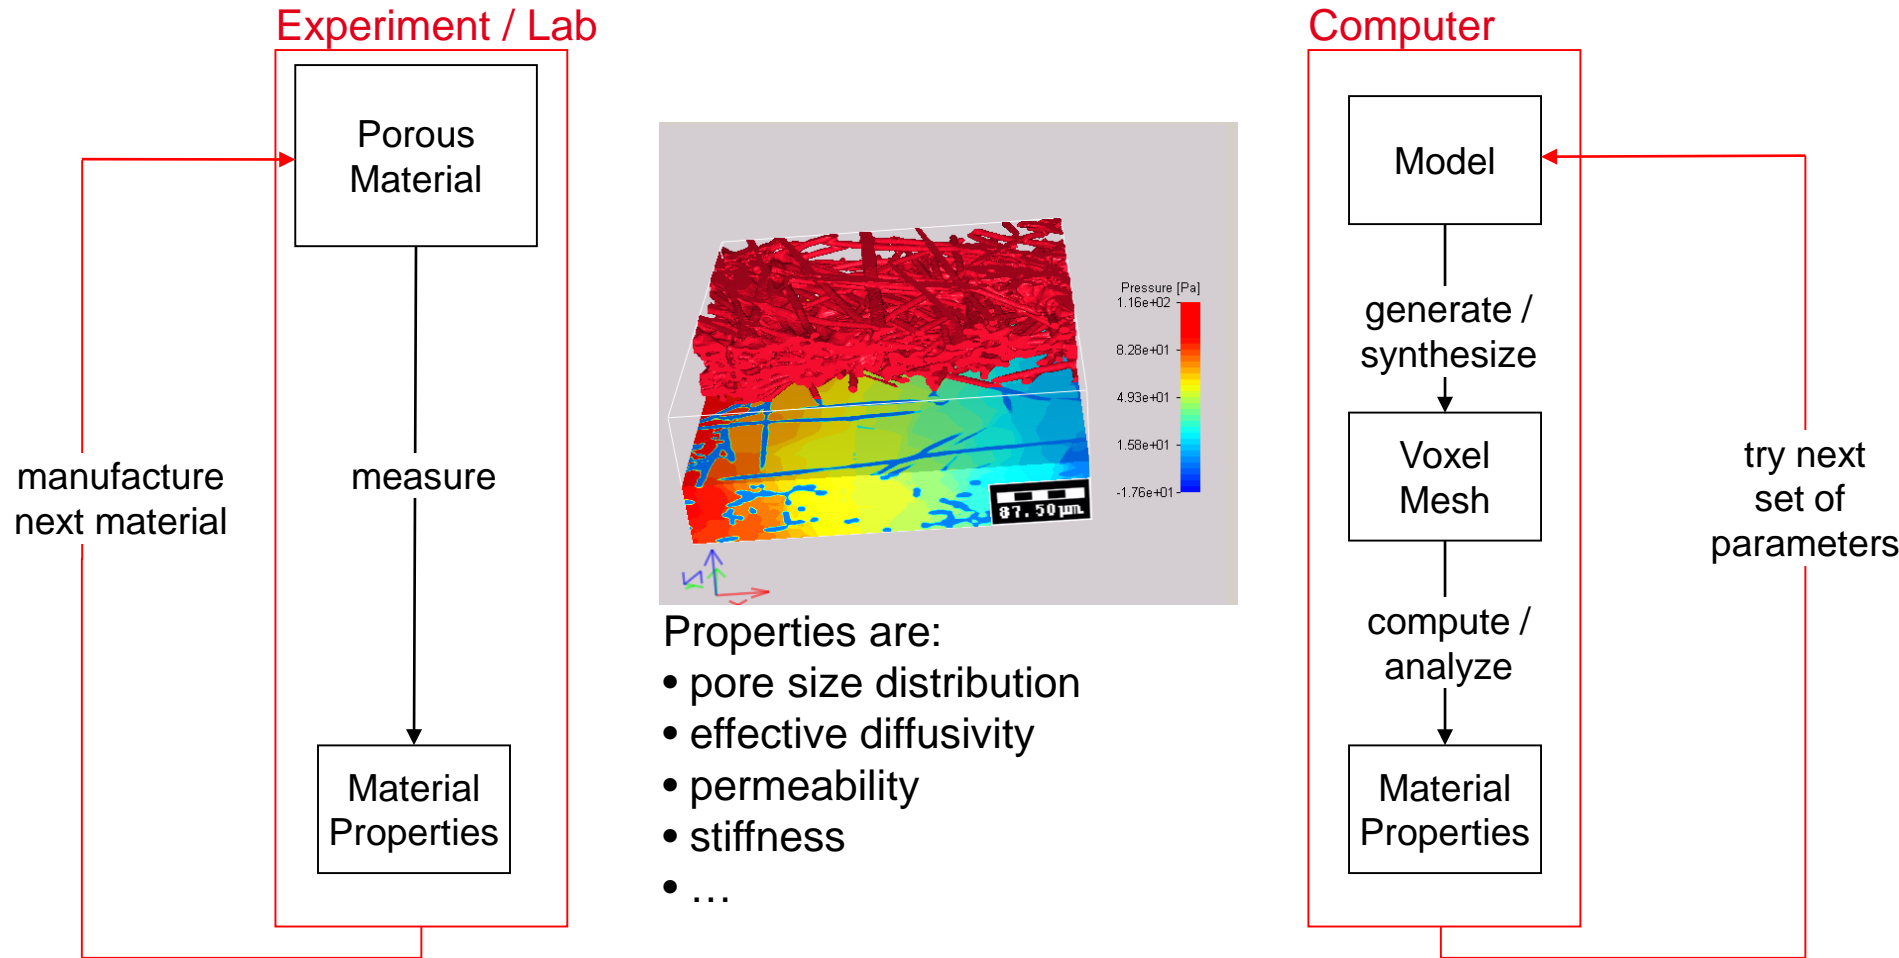 Experiment / Lab
Porous
Material
manufacture
next material
measure
Material
Properties
Pressure [Pa]
1.16e+02
8.28e+01
4.93e+01
1.58e+01
-1.76e+01
87.50µm
Properties are:
• pore size distribution
• effective diffusivity
• permeability
• stiffness
• …
Computer
Model
generate /
synthesize
Voxel
Mesh
compute /
analyze
Material
Properties
try next
set of
parameters